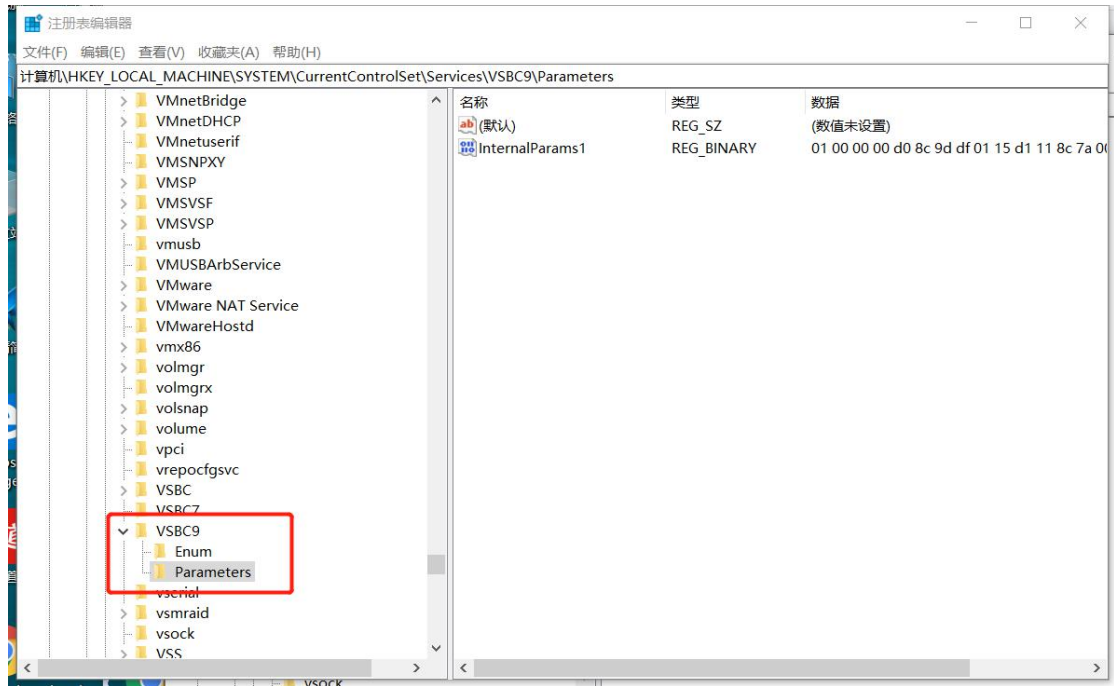 注册表编辑器
文件(F) 编辑(E) 查看(V) 收藏夹(A) 帮助(H)
计算机\HKEY_LOCAL_MACHINE\SYSTEM\CurrentControlSet\Services\VSBC9\Parameters
VMnetBridge
VMnetDHCP
VMnetuserif
VMSNPXY
VMSP
VMSVSF
VMSVSP
vmusb
VMUSBArbService
VMware
VMware NAT Service
VMwareHostd
vmx86
volmgr
volmgrx
volsnap
volume
vpci
vrepocfgsvc
VSBC
VSBC7
VSBC9
Enum
Parameters
vserial
vsmraid
vsock
VSS
名称 类型 数据
(默认) REG_SZ (数值未设置)
InternalParams1 REG_BINARY 01 00 00 00 d0 8c 9d df 01 15 d1 11 8c 7a 00
vsock